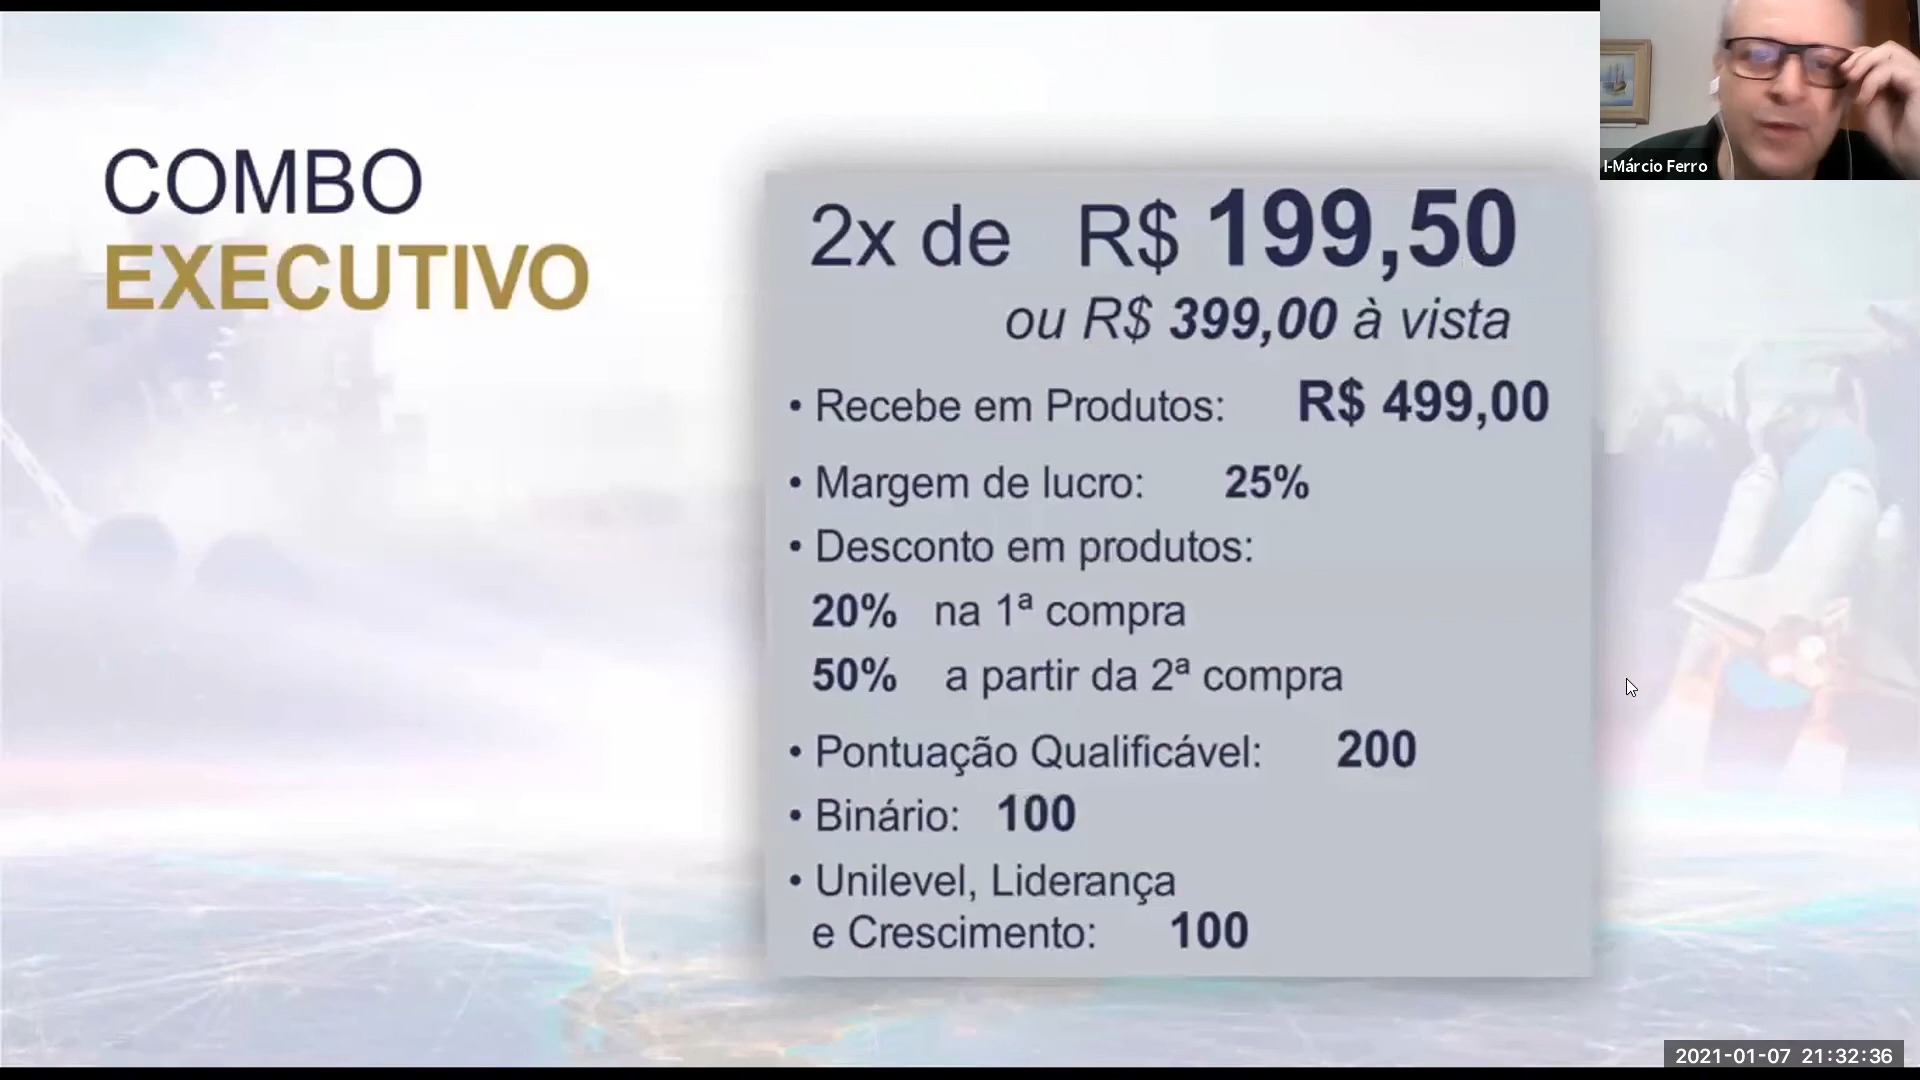 COMBO
EXECUTIVO
2x de R$ 199,50
ou R$ 399,00 à vista
• Recebe em Produtos: R$ 499,00
• Margem de lucro: 25%
• Desconto em produtos:
20% na 1ª compra
50% a partir da 2ª compra
• Pontuação Qualificável: 200
• Binário: 100
• Unilevel, Liderança
e Crescimento: 100
I-Márcio Ferro
2021-01-07 21:32:36